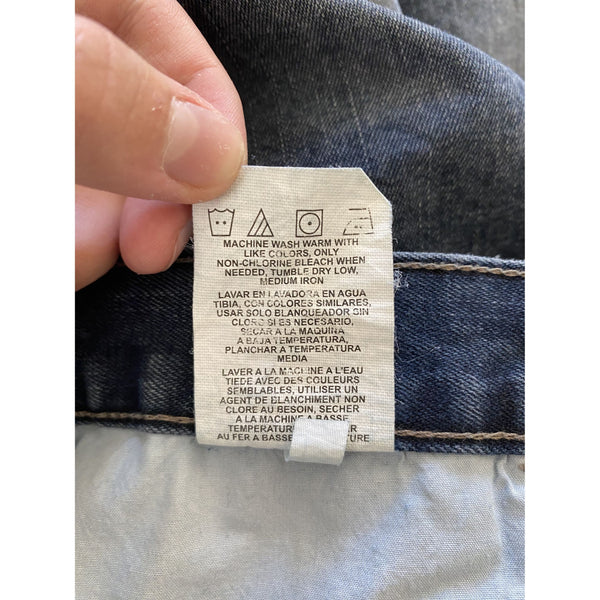 MACHINE WASH WARM WITH
LIKE COLORS, ONLY
NON-CHLORINE BLEACH WHEN
NEEDED, TUMBLE DRY LOW,
MEDIUM IRON
LAVAR EN LAVADORA EN AGUA
TIBIA, CON COLORES SIMILARES,
USAR SOLO BLANQUEADOR SIN
CLORO SI ES NECESARIO,
SECAR A LA MAQUINA
A BAJA TEMPERATURA,
PLANCHAR A TEMPERATURA
MEDIA
LAVER A LA MACHINE A L'EAU
TIEDE AVEC DES COULEURS
SEMBLABLES, UTILISER UN
AGENT DE BLANCHIMENT NON
CLORE AU BESOIN, SECHER
A LA MACHINE A BASSE
TEMPERATURE
AU FER A BASSE